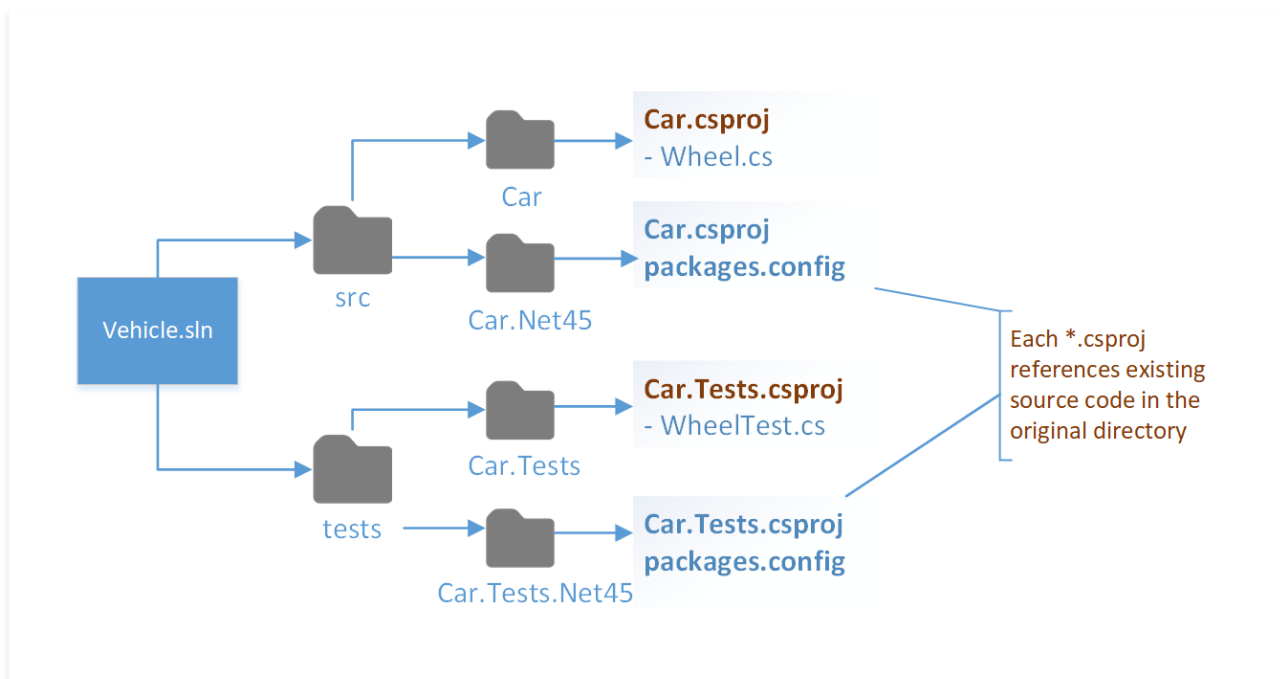 Car.csproj
- Wheel.cs
Car
Car.csproj
packages.config
src
Car.Net45
Vehicle.sln
Each *.csproj
references existing
source code in the
original directory
Car.Tests.csproj
- WheelTest.cs
Car.Tests
tests
Car.Tests.csproj
packages.config
Car.Tests.Net45